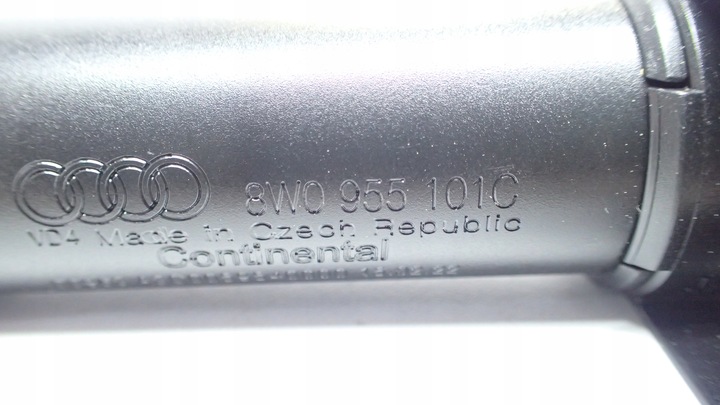 8W0 955 101C
VD4 Made in Czech Republic
Continental